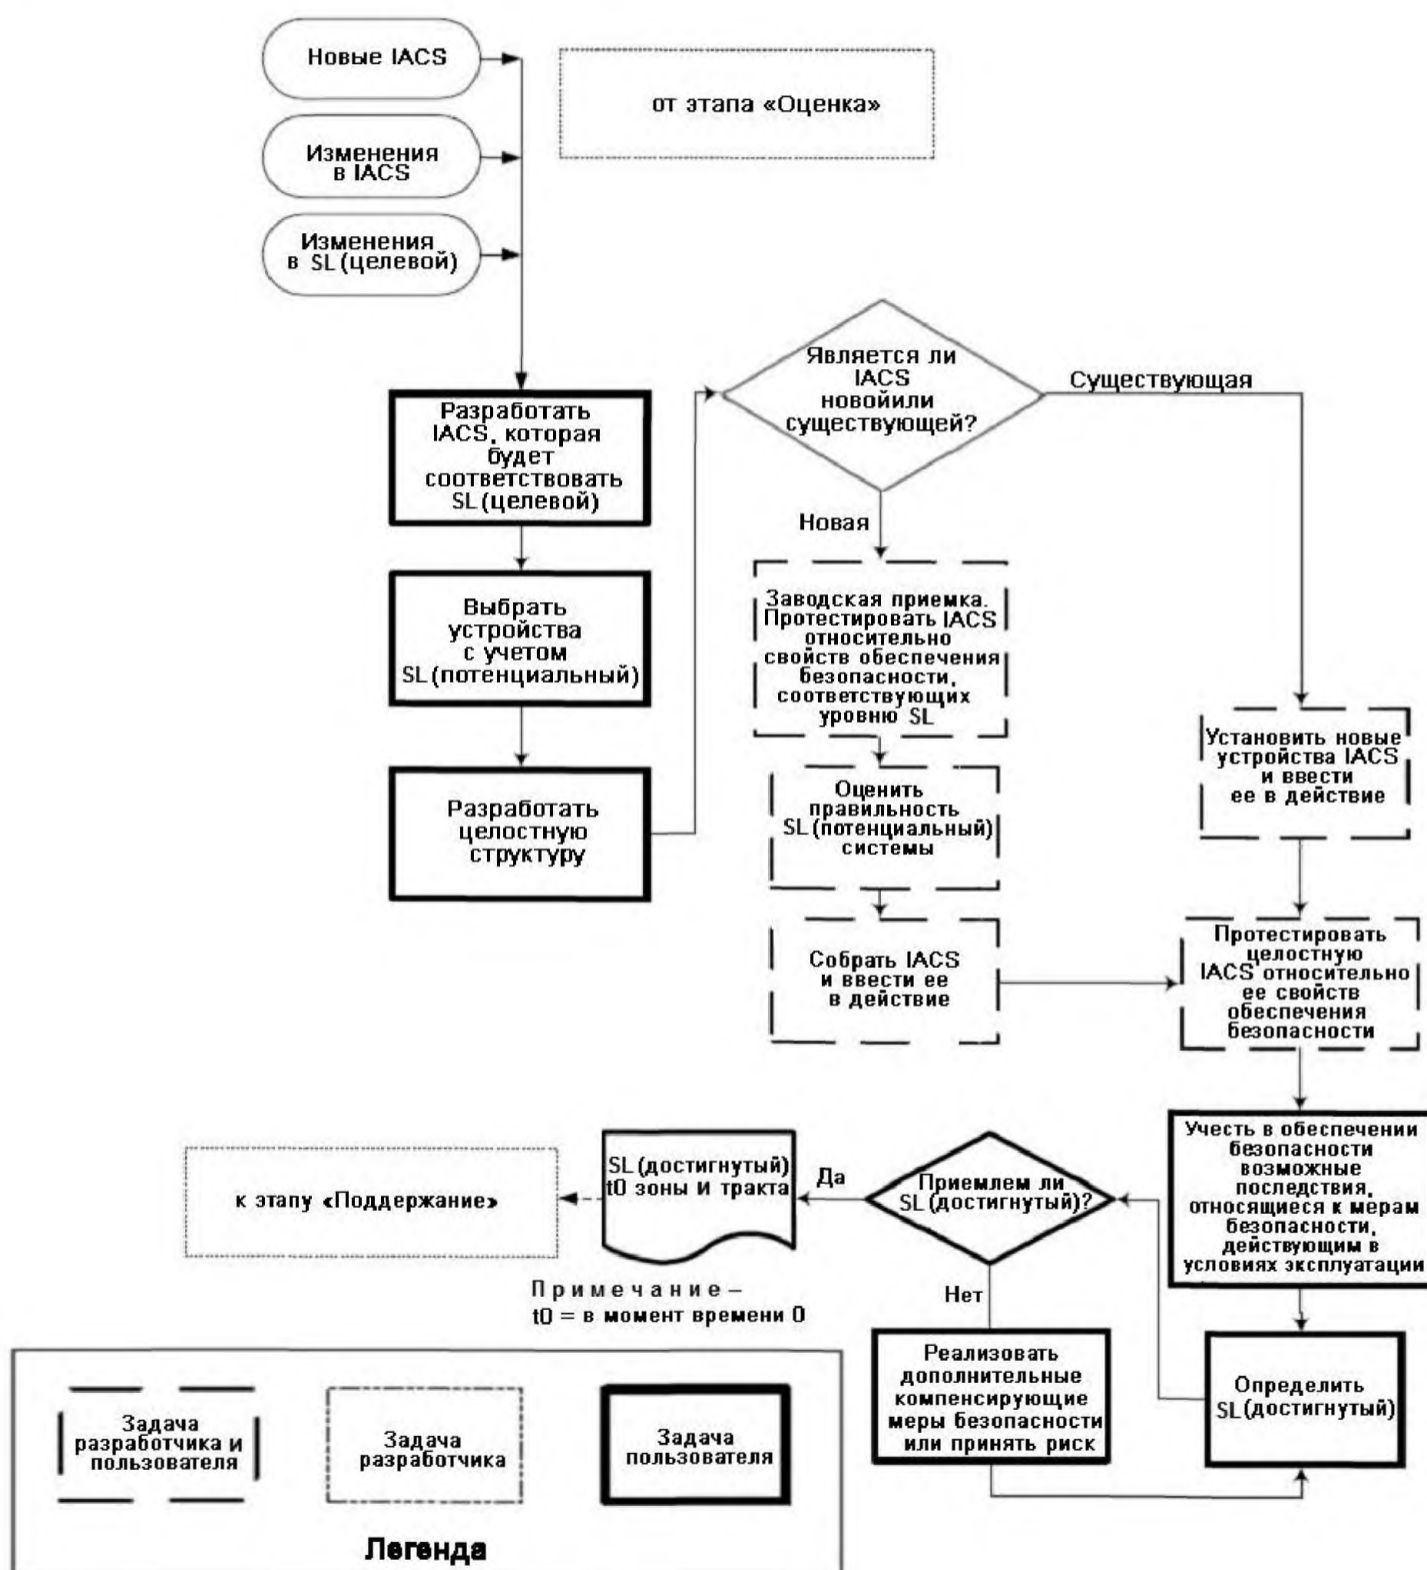 Новые IACS
от этапа «Оценка»
Изменения
в IACS
Изменения
в SL (целевой)
Разработать
IACS, которая
будет
соответствовать
SL (целевой)
Выбрать
устройства
с учетом
SL (потенциальный)
Разработать
целостную
структуру
Является ли
IACS
новойили
существующей?
Существующая
Новая
Заводская приемка.
Протестировать IACS
относительно
свойств обеспечения
безопасности,
соответствующих
уровню SL
Оценить
правильность
SL (потенциальный)
системы
Собрать IACS
и ввести ее
в действие
Установить новые
устройства IACS
и ввести
ее в действие
Протестировать
целостную
IACS относительно
ее свойств
обеспечения
безопасности
Учесть в обеспечении
безопасности
возможные
последствия,
относящиеся к мерам
безопасности,
действующим в
условиях эксплуатации
Определить
SL (достигнутый)
Приемлем ли
SL (достигнутый)?
Да
Нет
Реализовать
дополнительные
компенсирующие
меры безопасности
или принять риск
SL (достигнутый)
t0 зоны и тракта
к этапу «Поддержание»
Примечание –
t0 = в момент времени 0
Задача
разработчика и
пользователя
Задача
разработчика
Задача
пользователя
Легенда